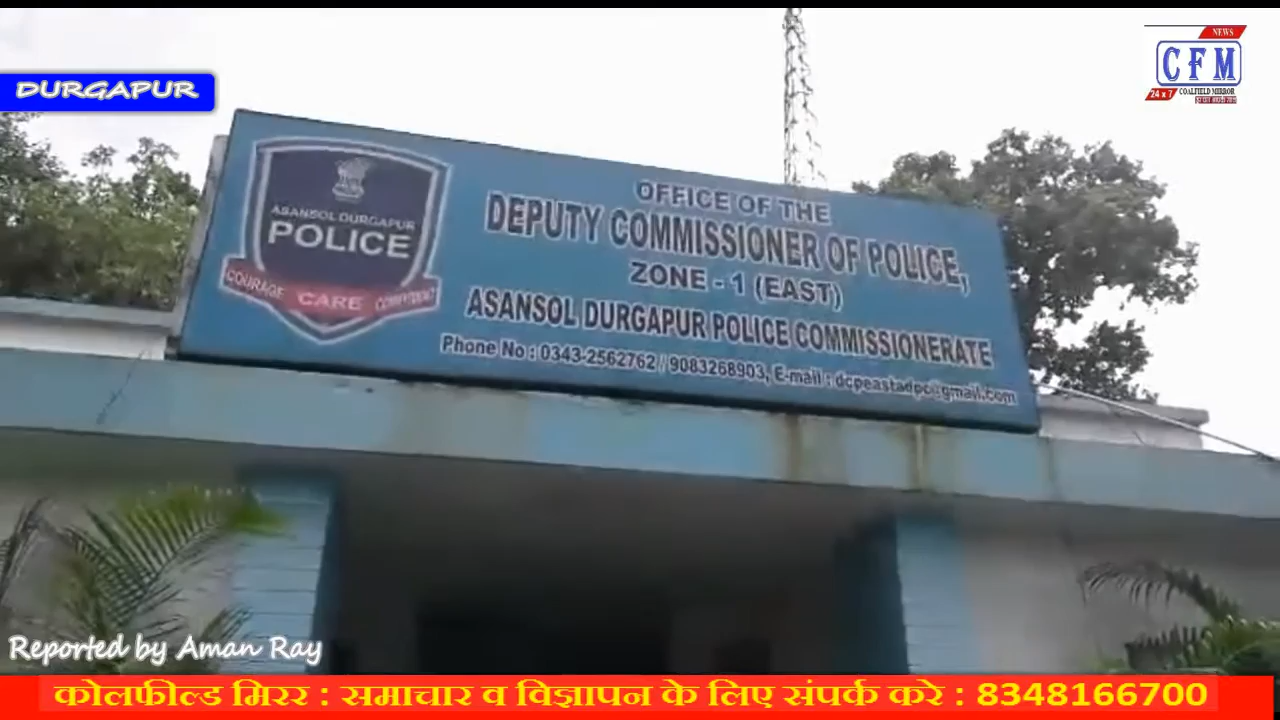 DURGAPUR
NEWS
CFM
24 x 7 COALFIELD MIRROR
ASANSOL DURGAPUR
POLICE
COURAGE CARE COMMITMENT
OFFICE OF THE
DEPUTY COMMISSIONER OF POLICE,
ZONE - 1 (EAST)
ASANSOL DURGAPUR POLICE COMMISSIONERATE
Phone No : 0343-2562762 / 9083268903, E-mail : dcpeastadpc@gmail.com
Reported by Aman Ray
कोलफील्ड मिरर : समाचार व विज्ञापन के लिए संपर्क करे : 8348166700